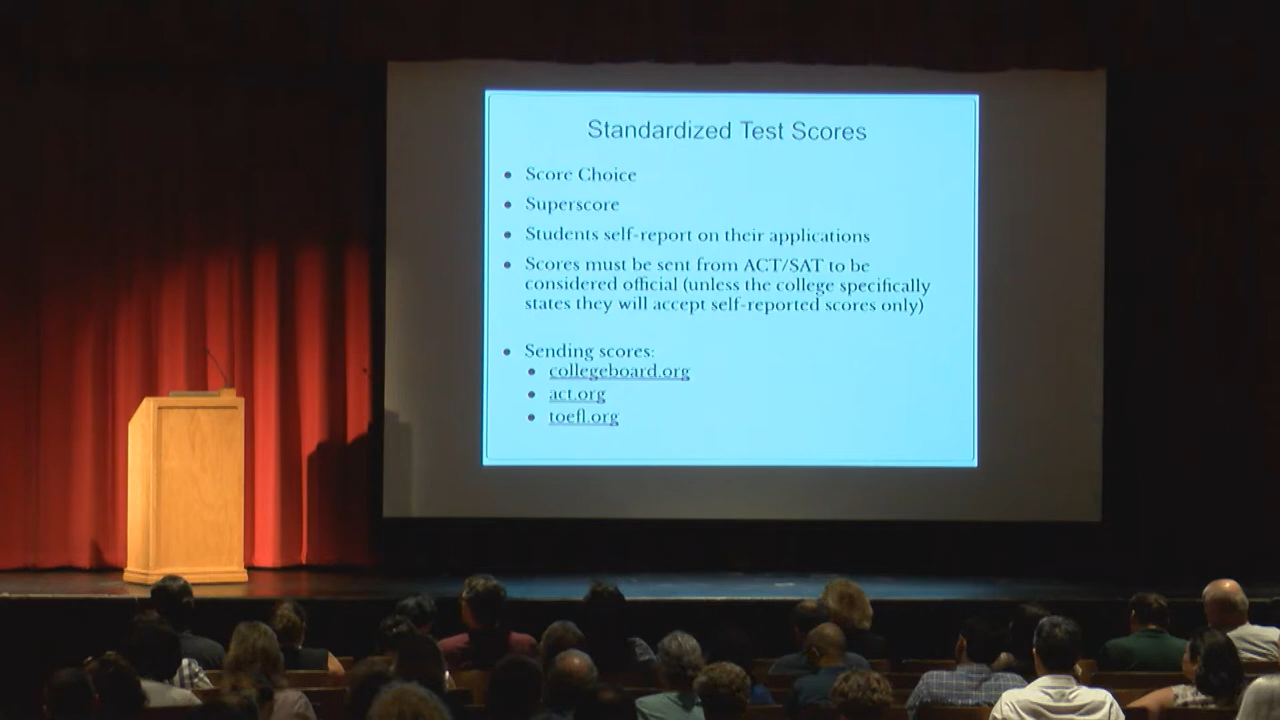 Standardized Test Scores
Score Choice
Superscore
Students self-report on their applications
Scores must be sent from ACT/SAT to be
considered official (unless the college specifically
states they will accept self-reported scores only)
Sending scores:
collegeboard.org
act.org
toefl.org